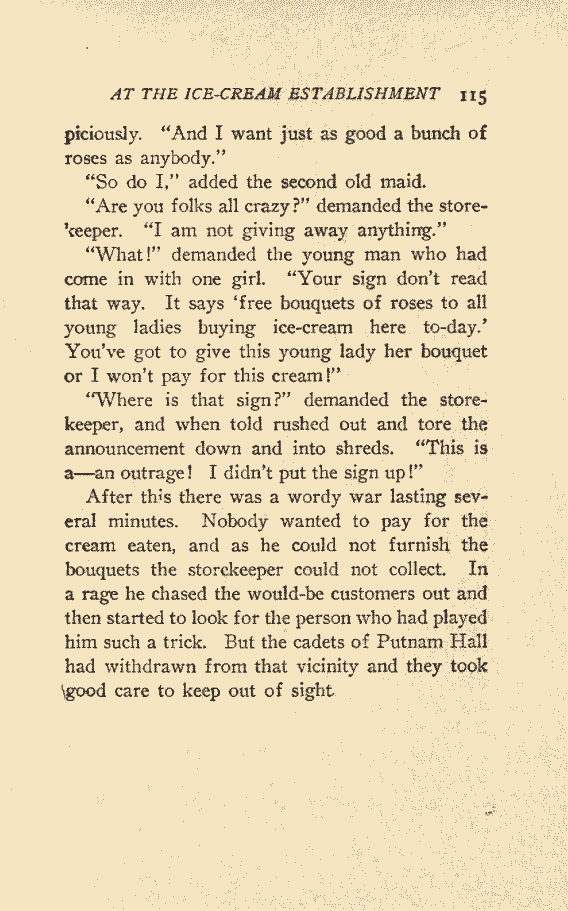 AT THE ICE-CREAM ESTABLISHMENT 115
piciously. "And I want just as good a bunch of
roses as anybody."
"So do I," added the second old maid.
"Are you folks all crazy?" demanded the store-
keeper. "I am not giving away anything."
"What!" demanded the young man who had
come in with one girl. "Your sign don't read
that way. It says 'free bouquets of roses to all
young ladies buying ice-cream here to-day.'
You've got to give this young lady her bouquet
or I won't pay for this cream!"
"Where is that sign?" demanded the store-
keeper, and when told rushed out and tore the
announcement down and into shreds. "This is
a—an outrage! I didn't put the sign up!"
After this there was a wordy war lasting sev-
eral minutes. Nobody wanted to pay for the
cream eaten, and as he could not furnish the
bouquets the storekeeper could not collect. In
a rage he chased the would-be customers out and
then started to look for the person who had played
him such a trick. But the cadets of Putnam Hall
had withdrawn from that vicinity and they took
good care to keep out of sight.